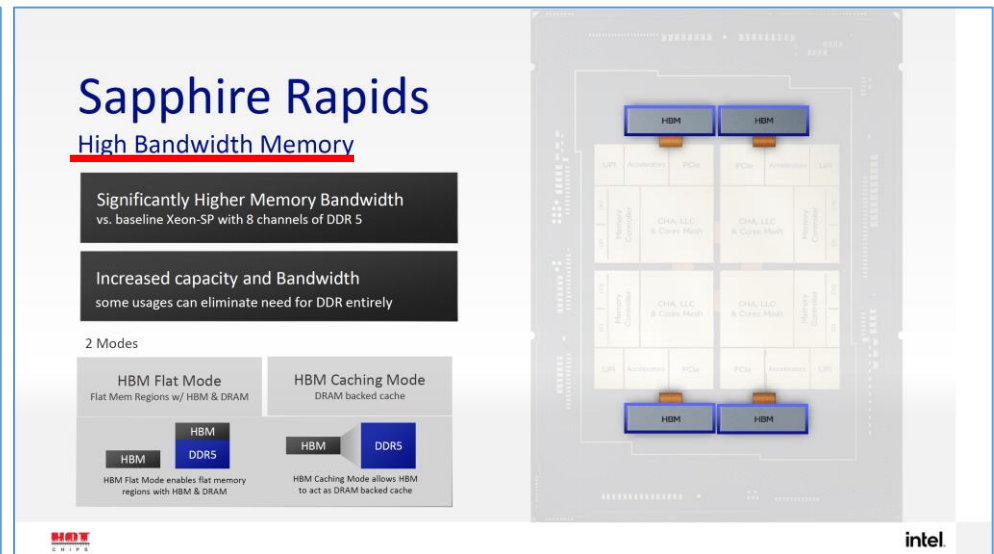 Sapphire Rapids
High Bandwidth Memory
Significantly Higher Memory Bandwidth
vs. baseline Xeon-SP with 8 channels of DDR 5
Increased capacity and Bandwidth
some usages can eliminate need for DDR entirely
2 Modes
HBM Flat Mode
Flat Mem Regions w/ HBM & DRAM
HBM Caching Mode
DRAM backed cache
HBM
HBM
DDR5
HBM Flat Mode enables flat memory
regions with HBM & DRAM
HBM
DDR5
HBM Caching Mode allows HBM
to act as DRAM backed cache
HBM
HBM
UPI
Accelerators
PCIe
PCIe
Accelerators
UPI
Memory
Controller
CHA, LLC
& Cores Mesh
CHA, LLC
& Cores Mesh
Memory
Controller
Memory
Controller
CHA, LLC
& Cores Mesh
CHA, LLC
& Cores Mesh
Memory
Controller
UPI
Accelerators
PCIe
PCIe
Accelerators
UPI
HBM
HBM
HOT
CHIPS
intel.